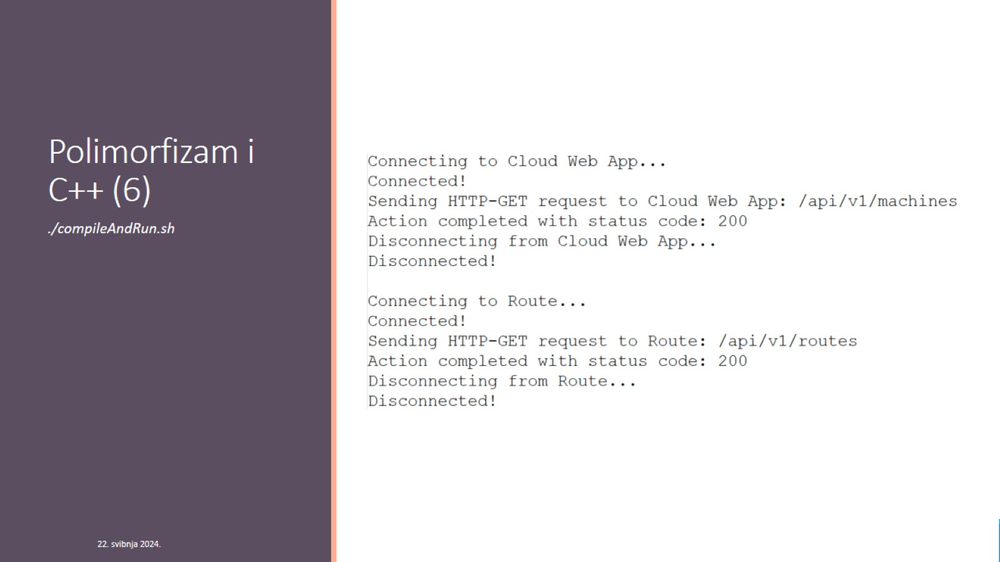 Polimorfizam i
C++ (6)
./compileAndRun.sh
Connecting to Cloud Web App...
Connected!
Sending HTTP-GET request to Cloud Web App: /api/v1/machines
Action completed with status code: 200
Disconnecting from Cloud Web App...
Disconnected!
Connecting to Route...
Connected!
Sending HTTP-GET request to Route: /api/v1/routes
Action completed with status code: 200
Disconnecting from Route...
Disconnected!
22. svibnja 2024.